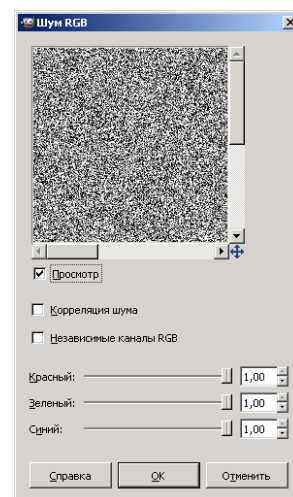 Шум RGB
Просмотр
Корреляция шума
Независимые каналы RGB
Красный: 1,00
Зеленый: 1,00
Синий: 1,00
Справка OK Отменить